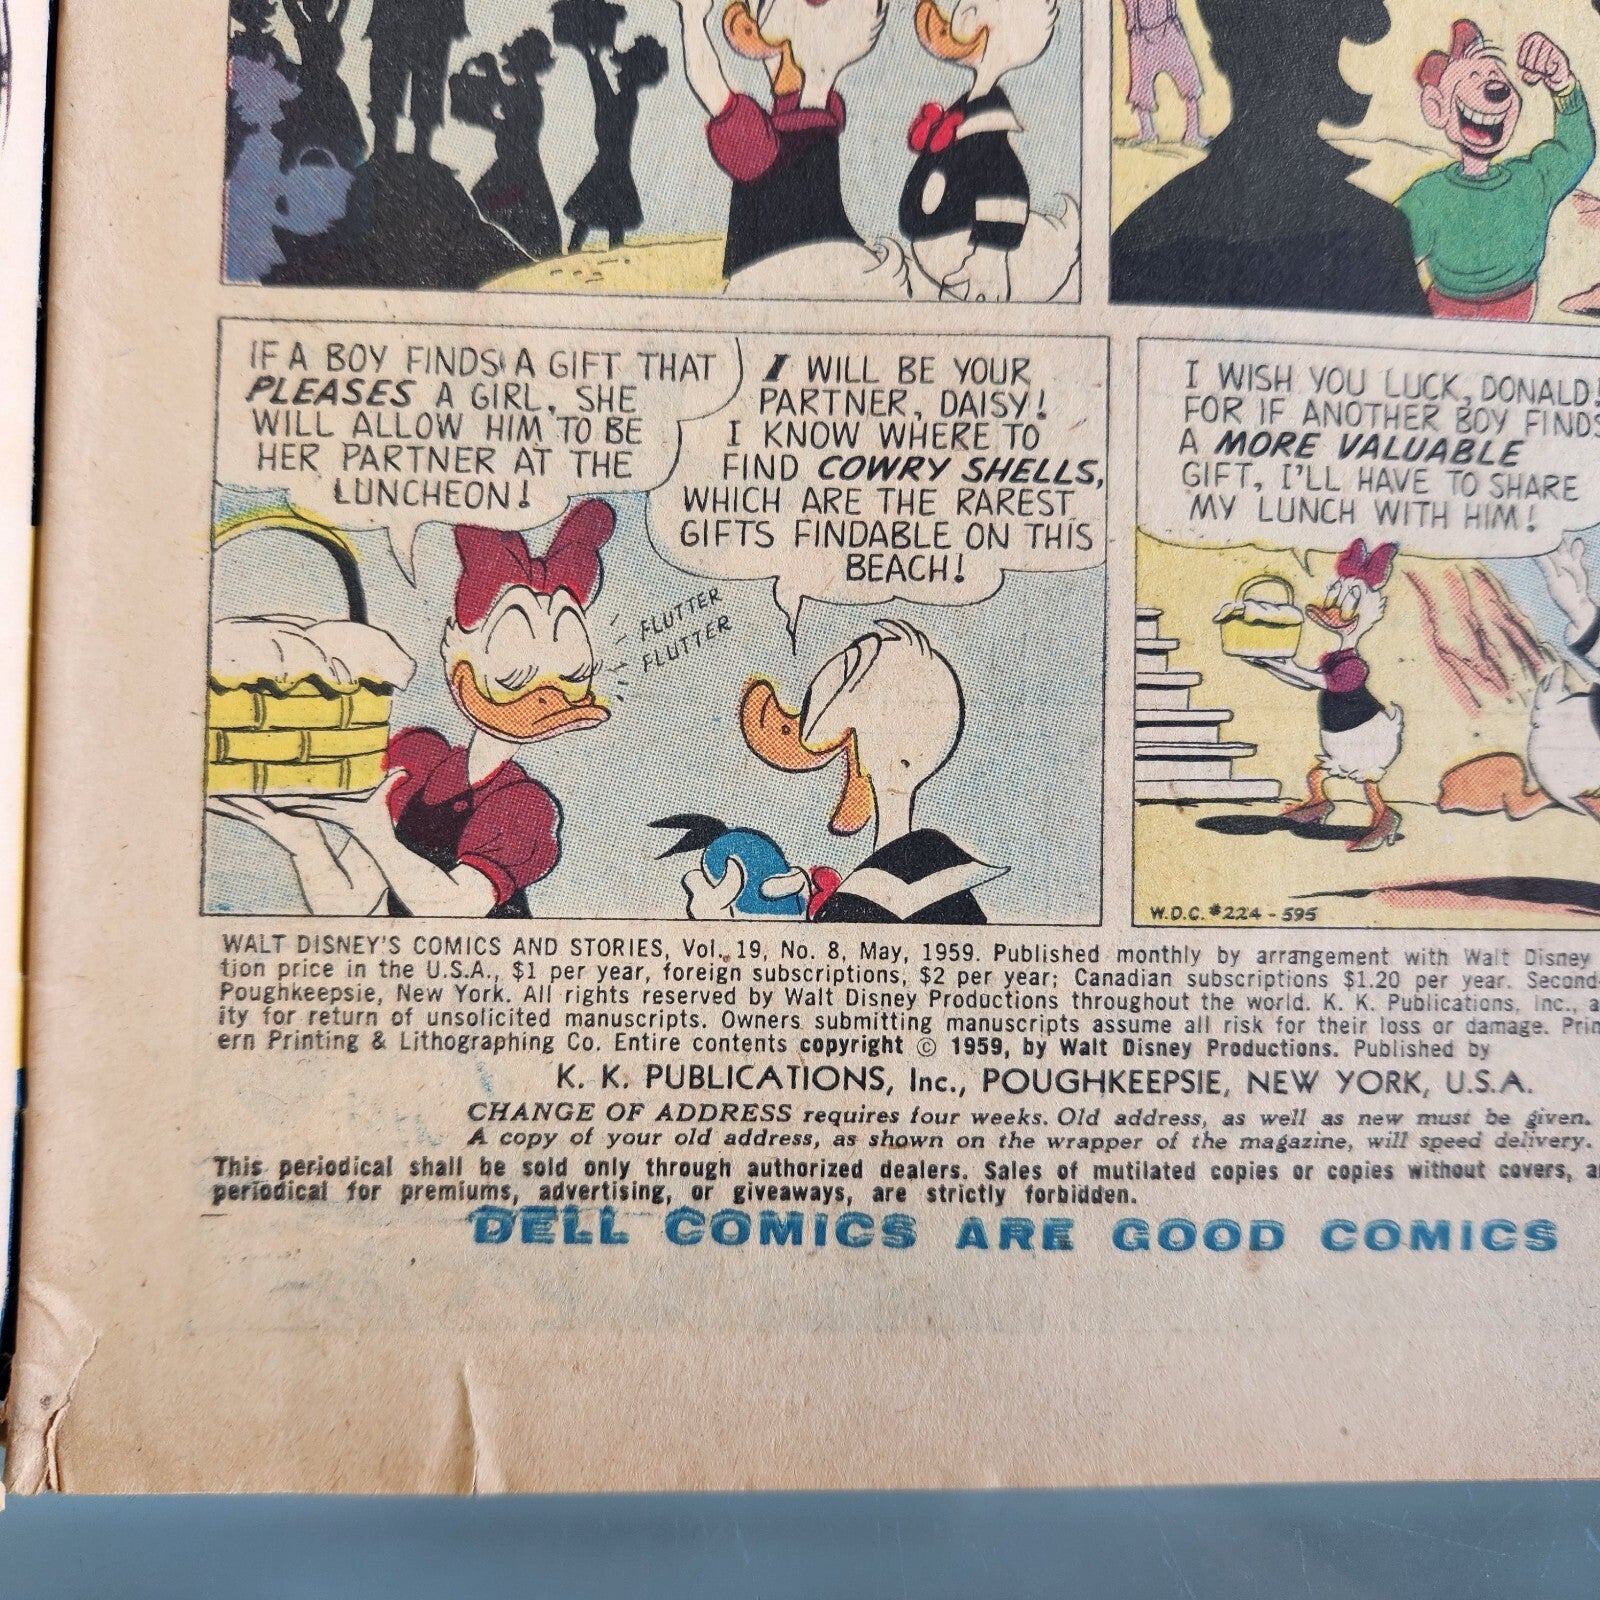 IF A BOY FINDS A GIFT THAT
PLEASES A GIRL, SHE
WILL ALLOW HIM TO BE
HER PARTNER AT THE
LUNCHEON!
I WILL BE YOUR
PARTNER, DAISY!
I KNOW WHERE TO
FIND COWRY SHELLS,
WHICH ARE THE RAREST
GIFTS FINDABLE ON THIS
BEACH!
FLUTTER
FLUTTER
I WISH YOU LUCK, DONALD!
FOR IF ANOTHER BOY FINDS
A MORE VALUABLE
GIFT, I'LL HAVE TO SHARE
MY LUNCH WITH HIM!
W.D.C. #224-595
WALT DISNEY'S COMICS AND STORIES, Vol. 19, No. 8, May, 1959. Published monthly by arrangement with Walt Disney
tion price in the U.S.A., $1 per year, foreign subscriptions, $2 per year; Canadian subscriptions $1.20 per year. Second-
Poughkeepsie, New York. All rights reserved by Walt Disney Productions throughout the world. K. K. Publications, Inc., a
ity for return of unsolicited manuscripts. Owners submitting manuscripts assume all risk for their loss or damage. Prin
ern Printing & Lithographing Co. Entire contents copyright © 1959, by Walt Disney Productions. Published by
K. K. PUBLICATIONS, Inc., POUGHKEEPSIE, NEW YORK, U.S.A.
CHANGE OF ADDRESS requires four weeks. Old address, as well as new must be given.
A copy of your old address, as shown on the wrapper of the magazine, will speed delivery.
This periodical shall be sold only through authorized dealers. Sales of mutilated copies or copies without covers, a
periodical for premiums, advertising, or giveaways, are strictly forbidden.
DELL COMICS ARE GOOD COMICS